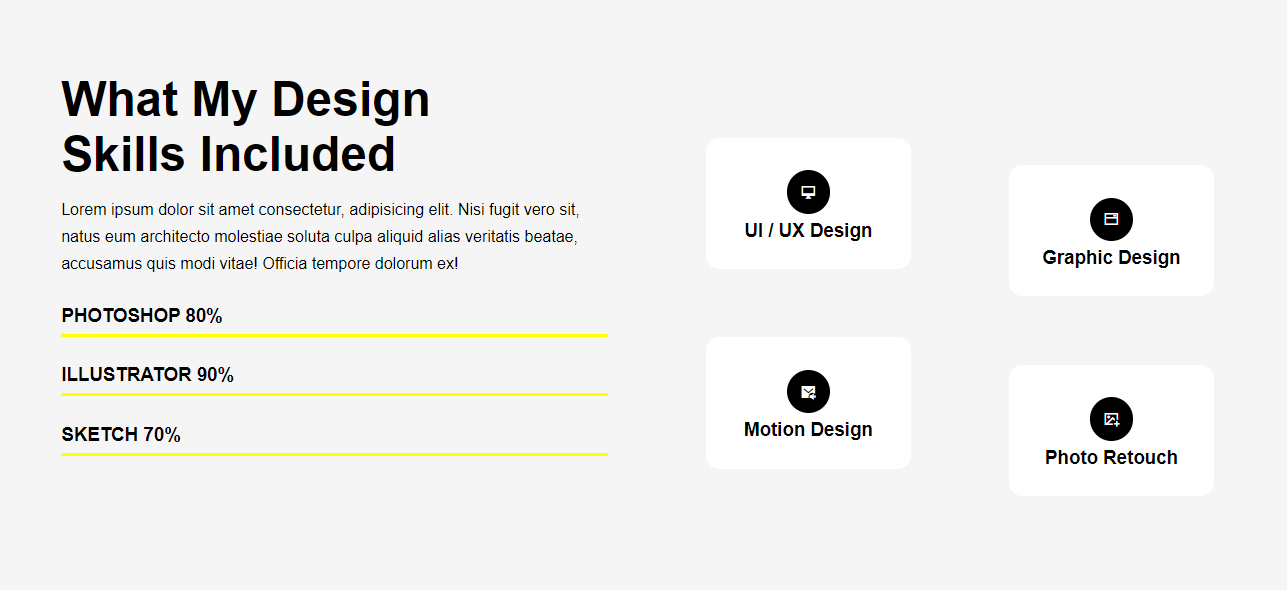 What My Design
Skills Included
Lorem ipsum dolor sit amet consectetur, adipisicing elit. Nisi fugit vero sit,
natus eum architecto molestiae soluta culpa aliquid alias veritatis beatae,
accusamus quis modi vitae! Officia tempore dolorum ex!
PHOTOSHOP 80%
ILLUSTRATOR 90%
SKETCH 70%
UI / UX Design
Graphic Design
Motion Design
Photo Retouch